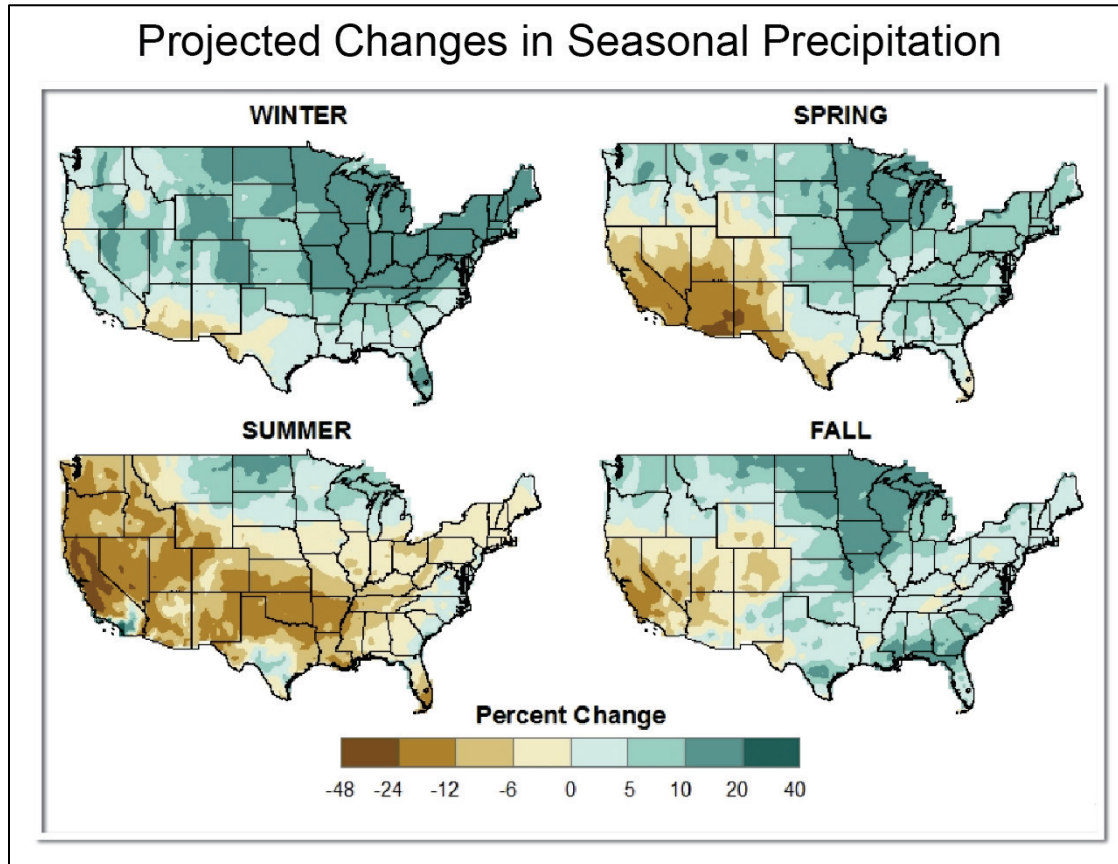 Projected Changes in Seasonal Precipitation
WINTER
SPRING
SUMMER
FALL
Percent Change
-48 -24 -12 -6 0 5 10 20 40